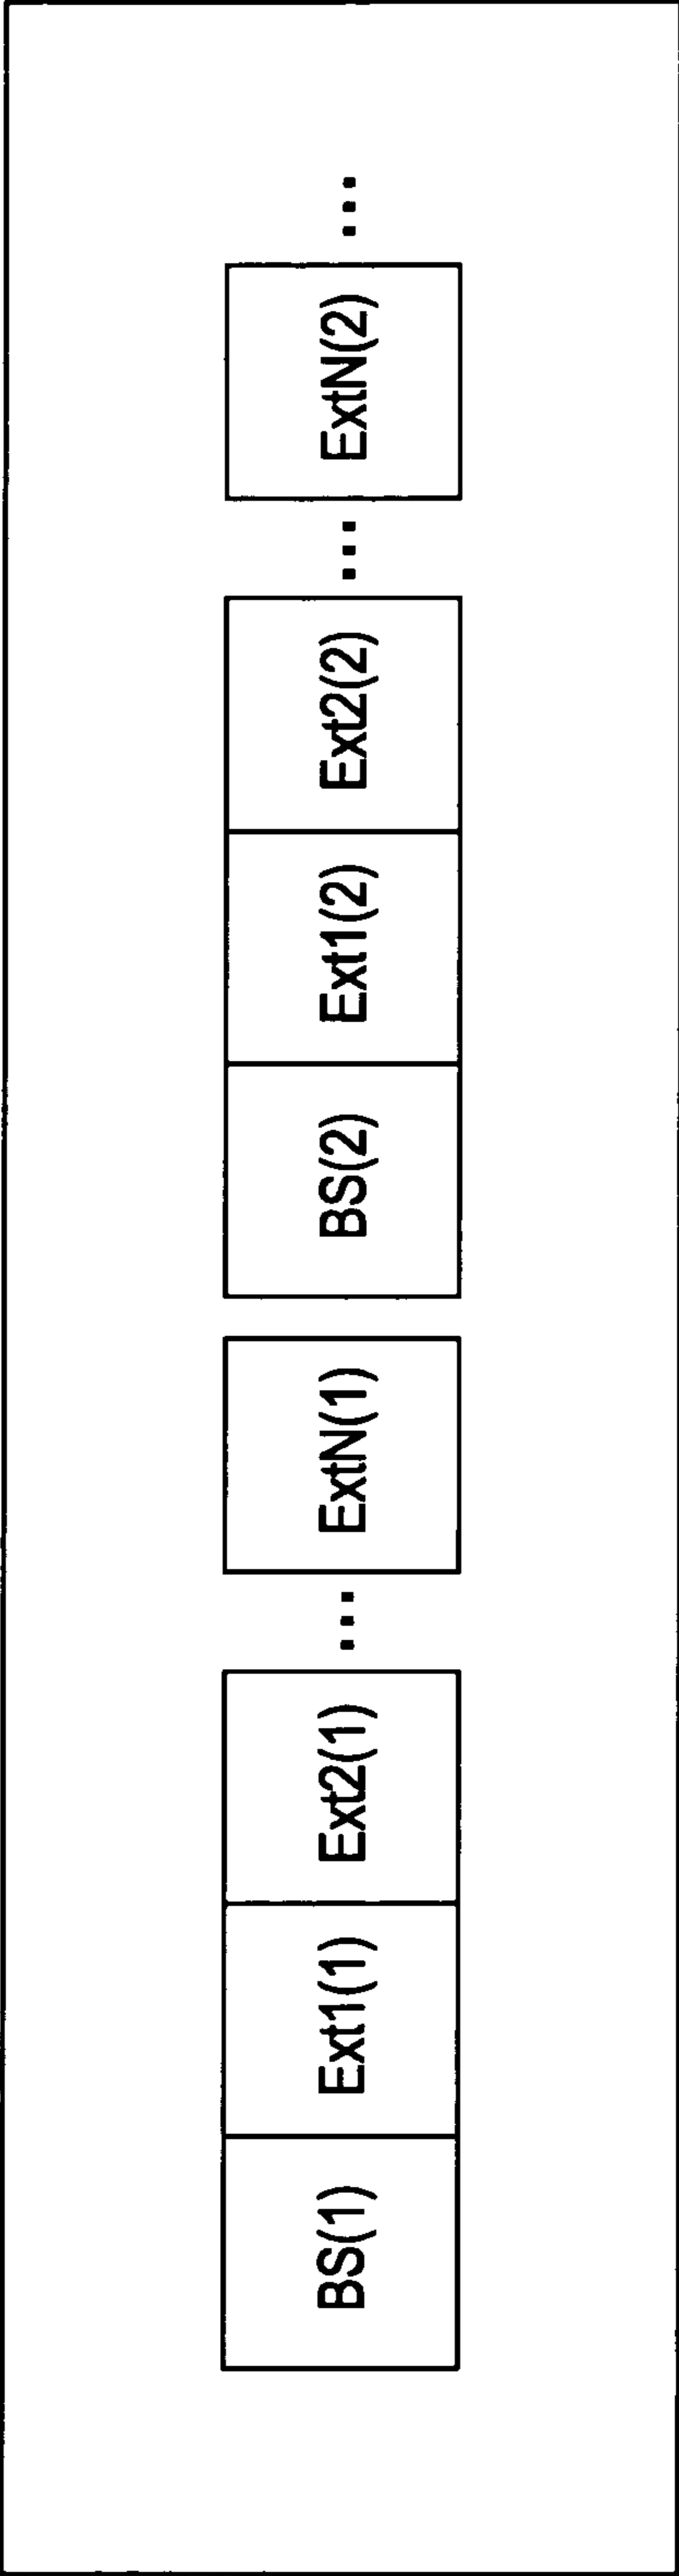 BS(1) Ext1(1) Ext2(1) ... ExtN(1) BS(2) Ext1(2) Ext2(2) ... ExtN(2) ...